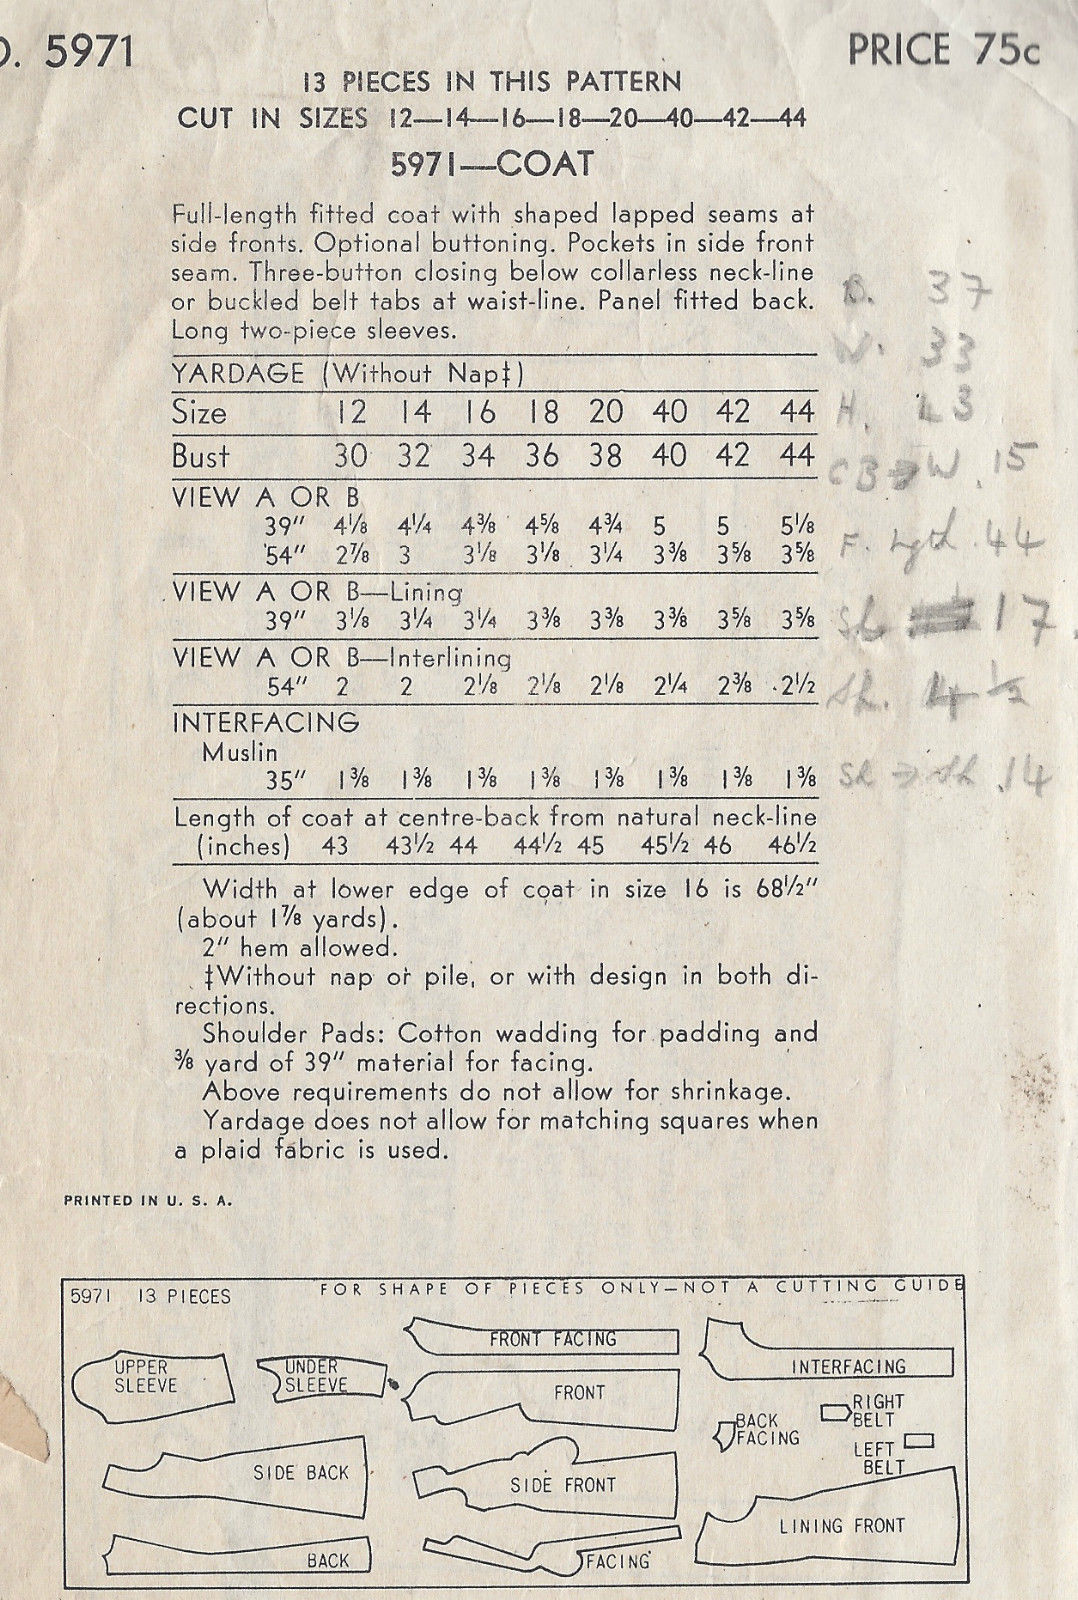 O. 5971
PRICE 75c
13 PIECES IN THIS PATTERN
CUT IN SIZES 12—14—16—18—20—40—42—44
5971—COAT
Full-length fitted coat with shaped lapped seams at
side fronts. Optional buttoning. Pockets in side front
seam. Three-button closing below collarless neck-line
or buckled belt tabs at waist-line. Panel fitted back.
Long two-piece sleeves.
YARDAGE (Without Nap‡)
Size 12 14 16 18 20 40 42 44
Bust 30 32 34 36 38 40 42 44
VIEW A OR B
39" 4⅛ 4¼ 4⅜ 4⅝ 4¾ 5 5 5⅛
54" 2⅞ 3 3⅛ 3⅛ 3¼ 3⅜ 3⅝ 3⅝
VIEW A OR B—Lining
39" 3⅛ 3¼ 3¼ 3⅜ 3⅜ 3⅜ 3⅝ 3⅝
VIEW A OR B—Interlining
54" 2 2 2⅛ 2⅛ 2⅛ 2¼ 2⅜ 2½
INTERFACING
Muslin
35" 1⅜ 1⅜ 1⅜ 1⅜ 1⅜ 1⅜ 1⅜ 1⅜
Length of coat at centre-back from natural neck-line
(inches) 43 43½ 44 44½ 45 45½ 46 46½
Width at lower edge of coat in size 16 is 68½"
(about 1⅞ yards).
2" hem allowed.
‡Without nap or pile, or with design in both di-
rections.
Shoulder Pads: Cotton wadding for padding and
⅜ yard of 39" material for facing.
Above requirements do not allow for shrinkage.
Yardage does not allow for matching squares when
a plaid fabric is used.
B. 37
W. 33
H. 43
CB→W. 15
F. lgth. 44
Sl. 17.
Sh. 4½
Sh. 14
PRINTED IN U. S. A.
5971 13 PIECES
FOR SHAPE OF PIECES ONLY—NOT A CUTTING GUIDE
UPPER
SLEEVE
UNDER
SLEEVE
FRONT FACING
FRONT
INTERFACING
RIGHT
BELT
BACK
FACING
LEFT
BELT
SIDE BACK
SIDE FRONT
LINING FRONT
BACK
FACING